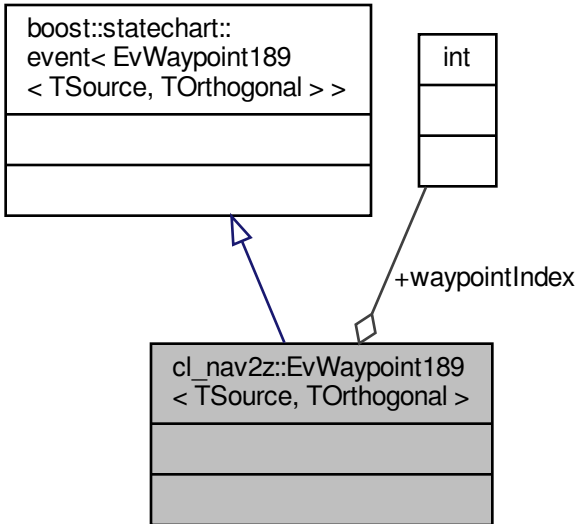 boost::statechart::
event< EvWaypoint189
< TSource, TOrthogonal > >
int
+waypointIndex
cl_nav2z::EvWaypoint189
< TSource, TOrthogonal >